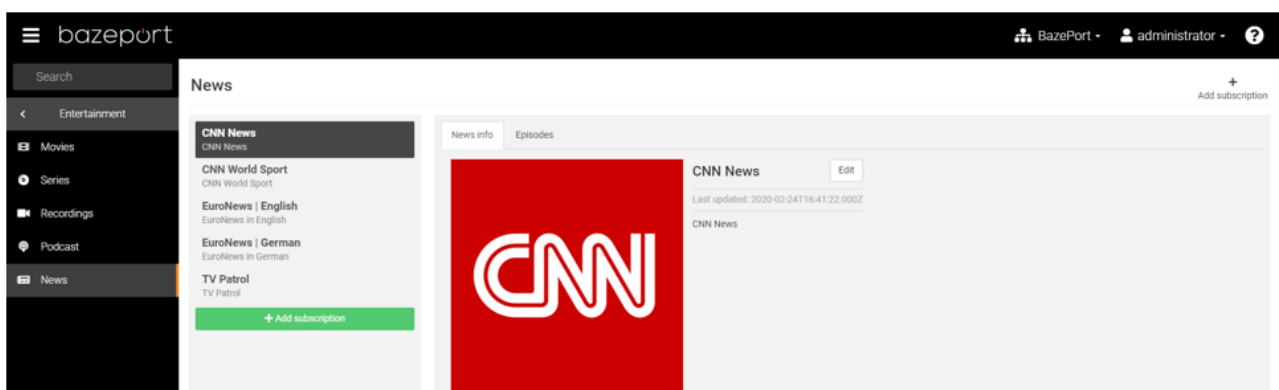 bazeport
BazePort
administrator
?
Search
Entertainment
Movies
Series
Recordings
Podcast
News
News
+
Add subscription
CNN News
CNN News
CNN World Sport
CNN World Sport
EuroNews | English
EuroNews in English
EuroNews | German
EuroNews in German
TV Patrol
TV Patrol
+ Add subscription
News info Episodes
CNN
CNN News Edit
Last updated: 2020-02-24T16:41:22.000Z
CNN News